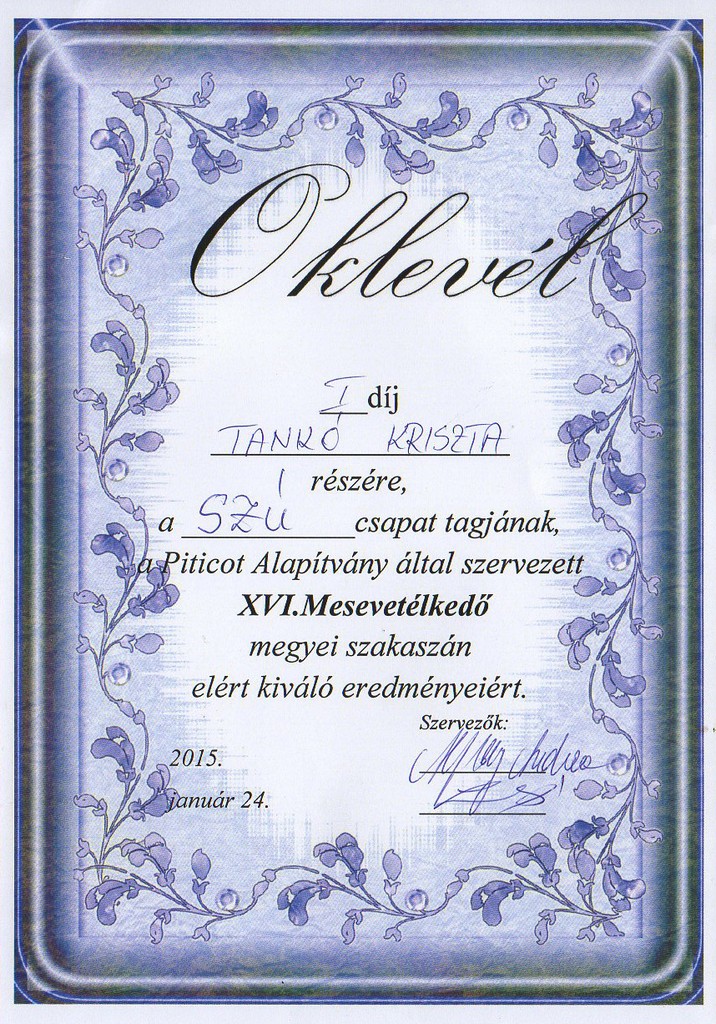 Oklevél
I díj
TANKÓ KRISZTA
részére,
a SZÚ csapat tagjának,
a Piticot Alapítvány által szervezett
XVI.Mesevetélkedő
megyei szakaszán
elért kiváló eredményeiért.
Szervezők:
2015.
január 24.